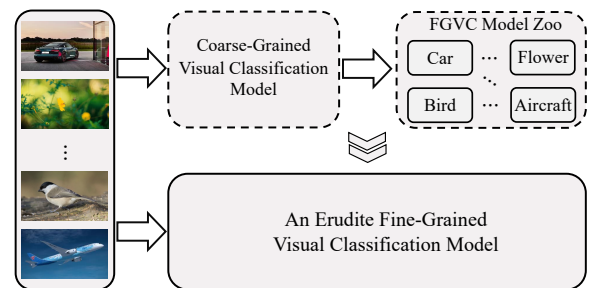 Coarse-Grained
Visual Classification
Model
FGVC Model Zoo
Car ... Flower
...
Bird ... Aircraft
...
An Erudite Fine-Grained
Visual Classification Model